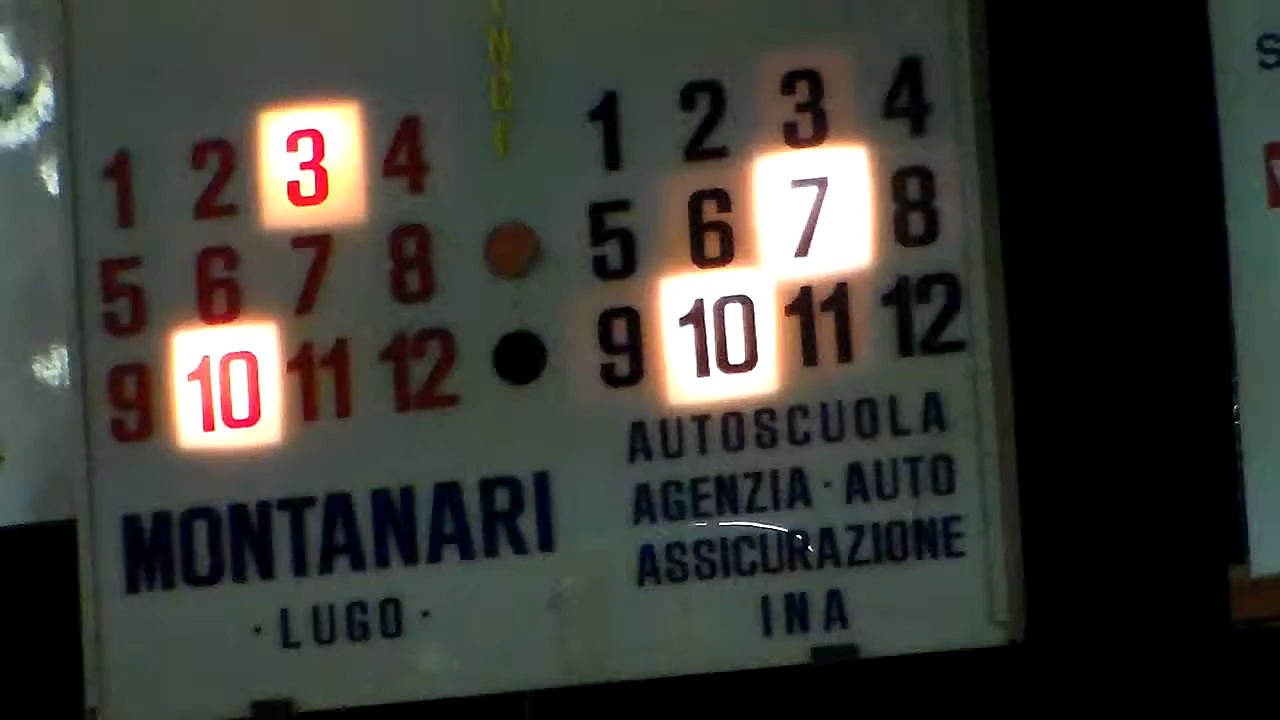 1 2 3 4
5 6 7 8
9 10 11 12
MONTANARI
· LUGO ·
1 2 3 4
5 6 7 8
9 10 11 12
AUTOSCUOLA
AGENZIA · AUTO
ASSICURAZIONE
INA
S